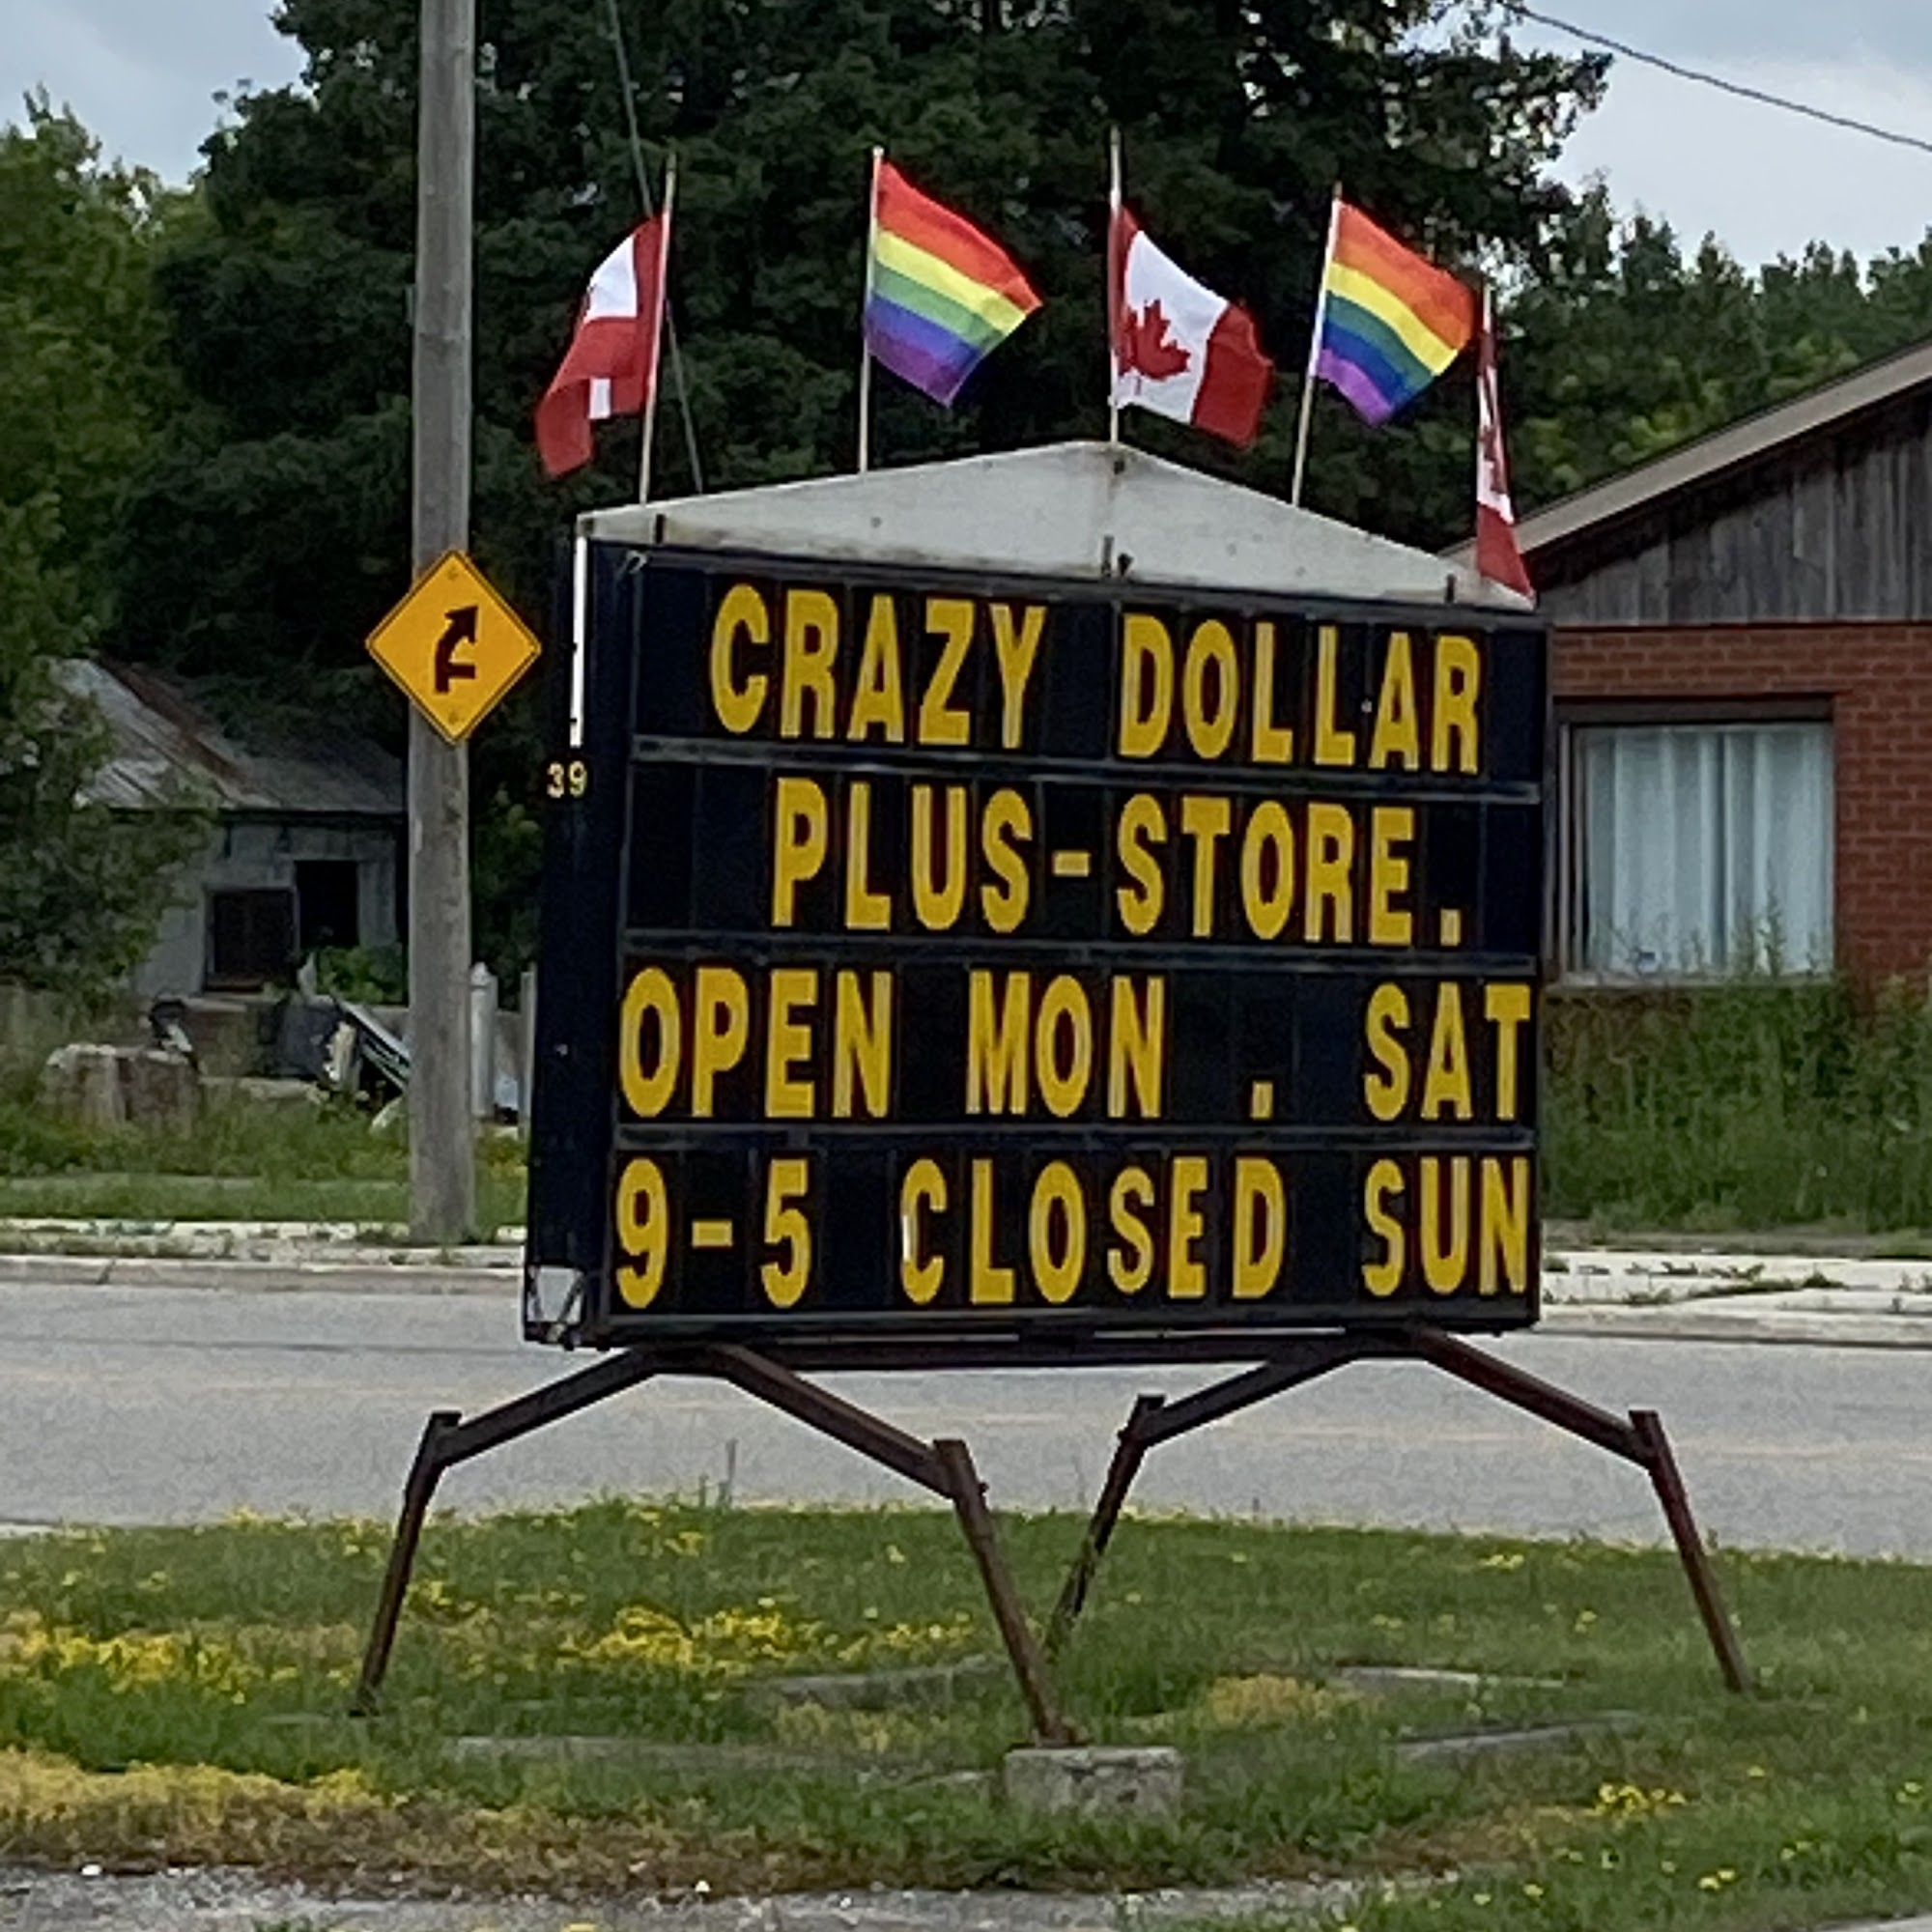 CRAZY DOLLAR
PLUS-STORE.
OPEN MON . SAT
9-5 CLOSED SUN
39